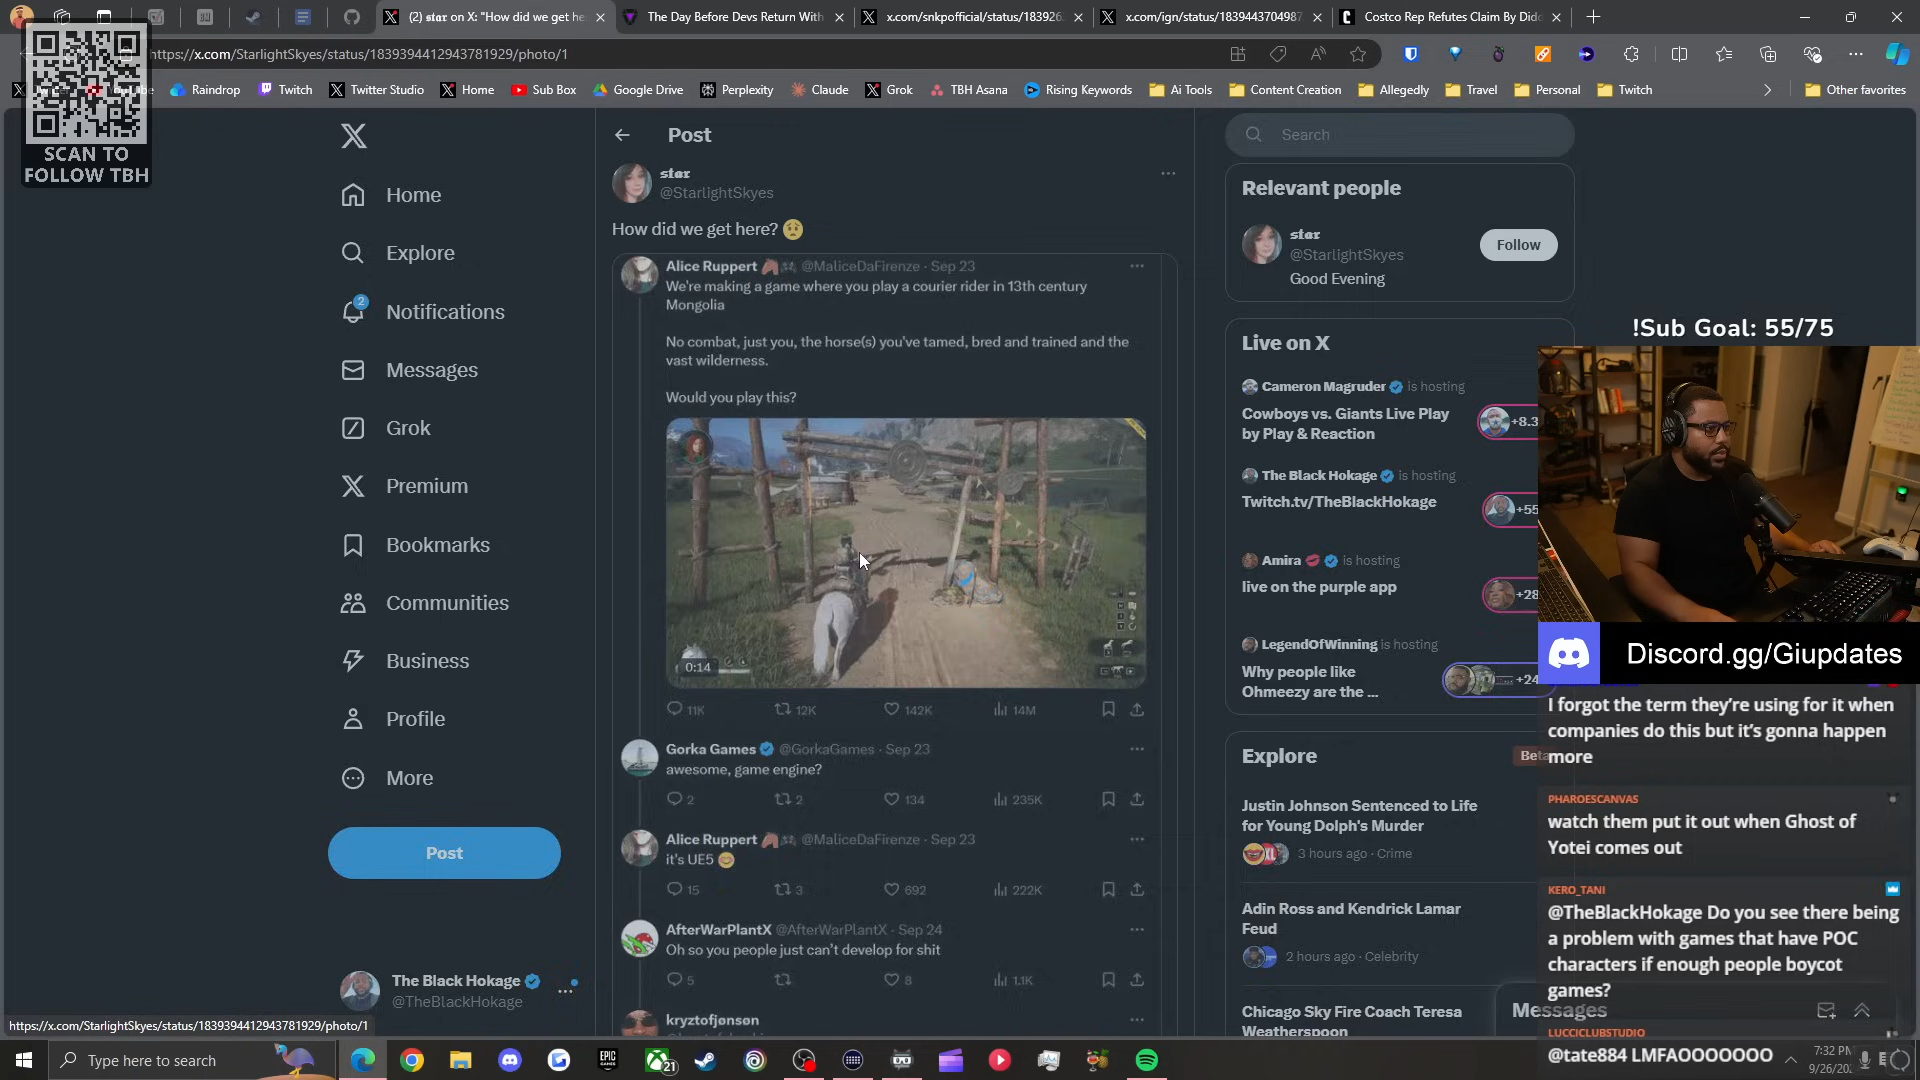 (2) star on X: "How did we get he
The Day Before Devs Return With
x.com/snkpofficial/status/183926
x.com/ign/status/1839443704987
Costco Rep Refutes Claim By Didd
https://x.com/StarlightSkyes/status/1839394412943781929/photo/1
Raindrop
Twitch
Twitter Studio
Home
Sub Box
Google Drive
Perplexity
Claude
Grok
TBH Asana
Rising Keywords
Ai Tools
Content Creation
Allegedly
Travel
Personal
Twitch
Other favorites
SCAN TO
FOLLOW TBH
Home
Explore
2
Notifications
Messages
Grok
Premium
Bookmarks
Communities
Business
Profile
More
Post
The Black Hokage
@TheBlackHokage
https://x.com/StarlightSkyes/status/1839394412943781929/photo/1
Post
star
@StarlightSkyes
How did we get here? 😟
Alice Ruppert @MaliceDaFirenze · Sep 23
We're making a game where you play a courier rider in 13th century
Mongolia
No combat, just you, the horse(s) you've tamed, bred and trained and the
vast wilderness.
Would you play this?
0:14
11K 12K 142K 14M
Gorka Games @GorkaGames · Sep 23
awesome, game engine?
2 2 134 235K
Alice Ruppert @MaliceDaFirenze · Sep 23
it's UE5 😄
15 3 692 222K
AfterWarPlantX @AfterWarPlantX · Sep 24
Oh so you people just can't develop for shit
5 8 1.1K
kryztofjønsøn
Search
Relevant people
star
@StarlightSkyes
Good Evening
Follow
Live on X
Cameron Magruder is hosting
Cowboys vs. Giants Live Play
by Play & Reaction
+8.3
The Black Hokage is hosting
Twitch.tv/TheBlackHokage
+55
Amira 💋 is hosting
live on the purple app
+28
LegendOfWinning is hosting
Why people like
Ohmeezy are the ...
+24
Explore
Beta
Justin Johnson Sentenced to Life
for Young Dolph's Murder
3 hours ago · Crime
Adin Ross and Kendrick Lamar
Feud
2 hours ago · Celebrity
Chicago Sky Fire Coach Teresa
Weatherspoon
Messages
!Sub Goal: 55/75
Discord.gg/Giupdates
I forgot the term they're using for it when
companies do this but it's gonna happen
more
PHAROESCANVAS
watch them put it out when Ghost of
Yotei comes out
KERO_TANI
@TheBlackHokage Do you see there being
a problem with games that have POC
characters if enough people boycot
games?
LUCCICLUBSTUDIO
@tate884 LMFAOOOOOOO
Type here to search
21
7:32 PM
9/26/202